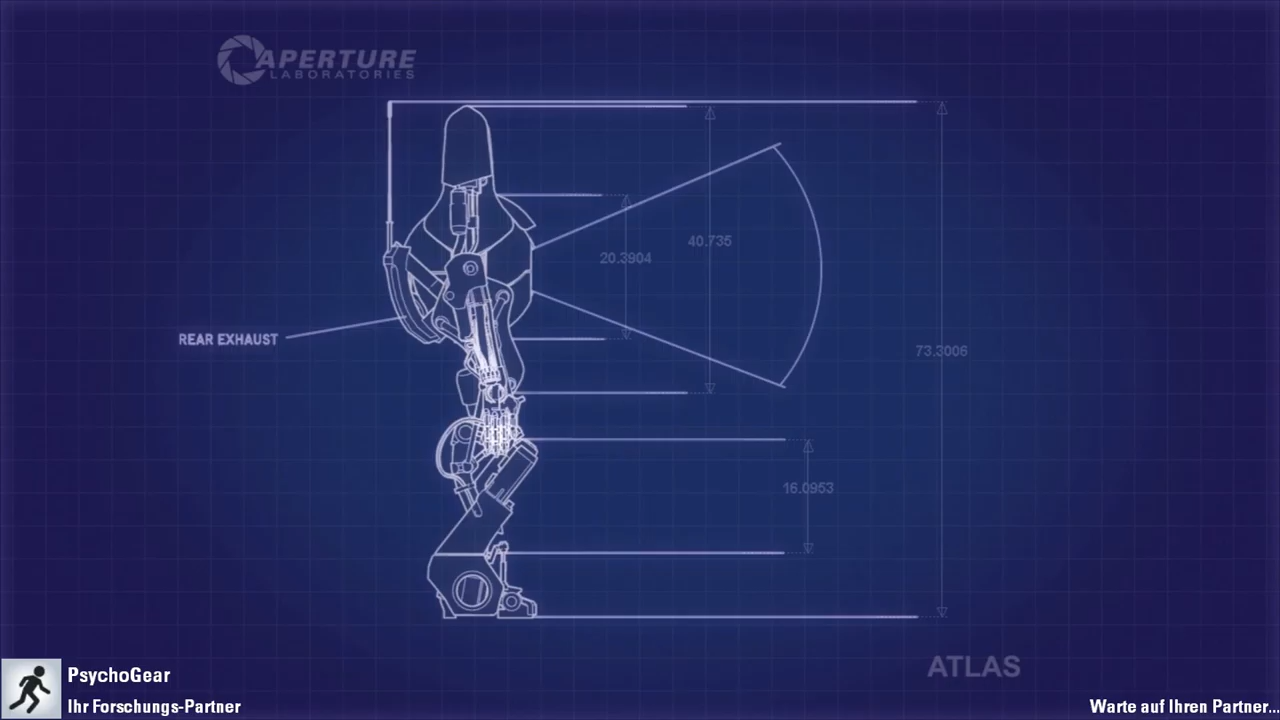 APERTURE
LABORATORIES
40.735
20.3904
REAR EXHAUST
73.3006
16.0953
ATLAS
PsychoGear
Ihr Forschungs-Partner
Warte auf Ihren Partner...